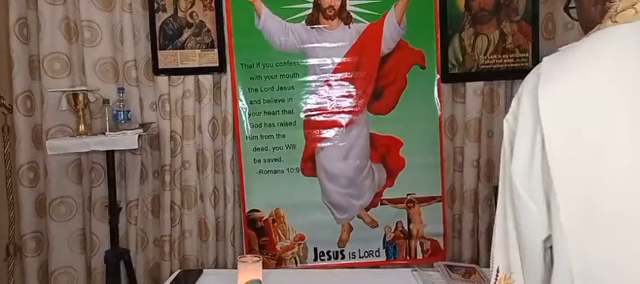 That if you confess
with your mouth
the Lord Jesus
and believe in
your heart that
God has raised
Him from the
dead, you Will
be saved.
-Romans 10:9
Jesus is Lord